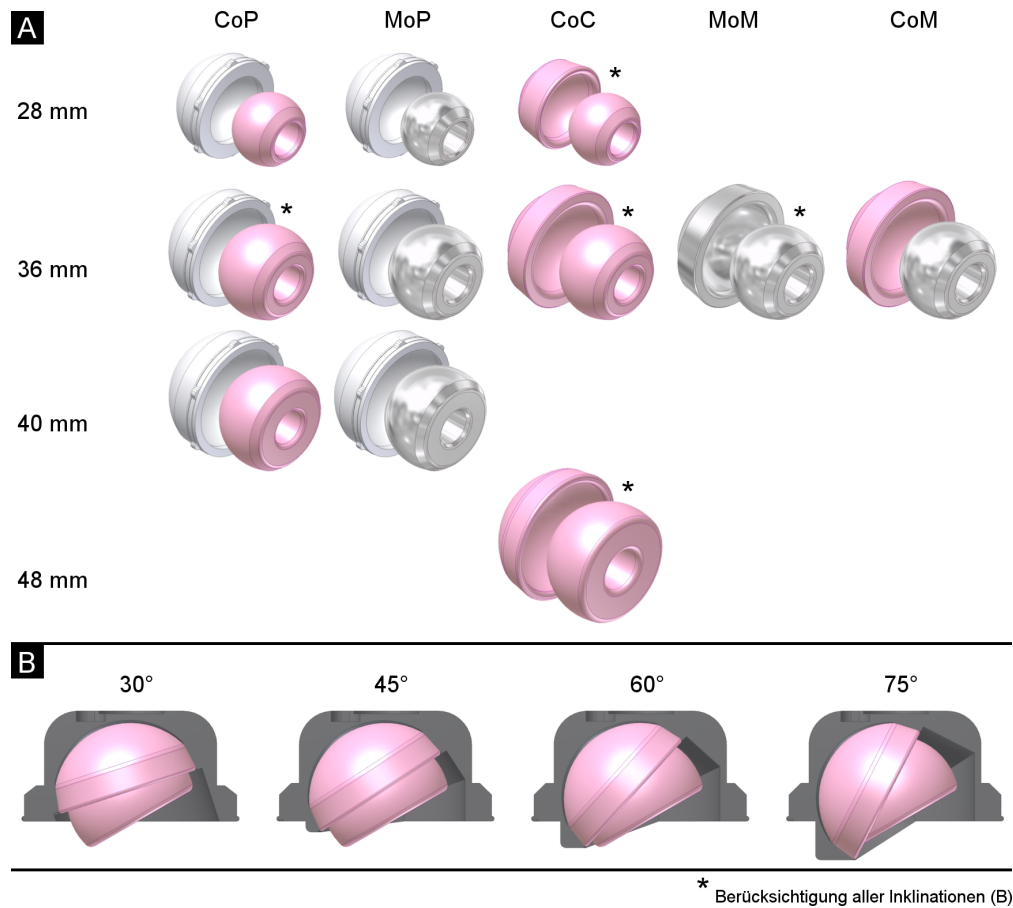 A
CoP MoP CoC MoM CoM
28 mm
*
36 mm
* * *
40 mm
*
48 mm
B
30° 45° 60° 75°
* Berücksichtigung aller Inklinationen (B)